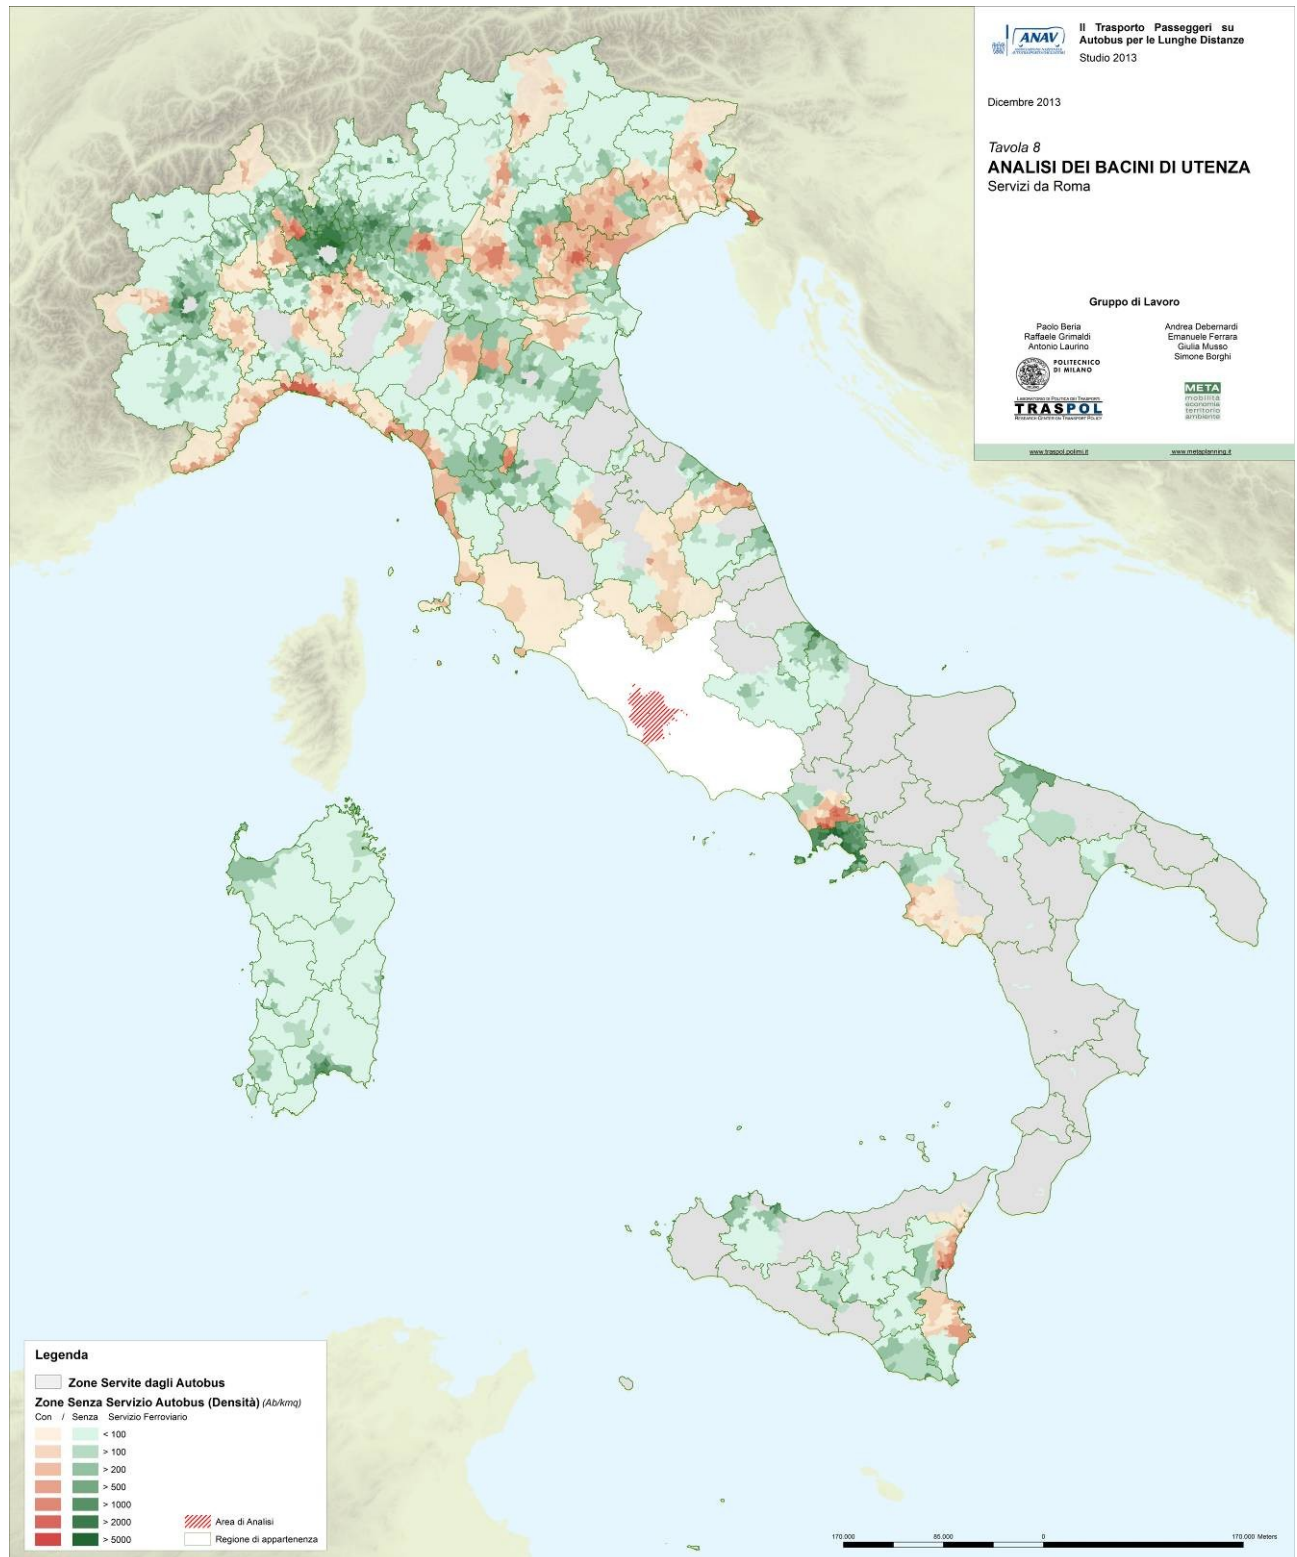 ANAV
Il Trasporto Passeggeri su
Autobus per le Lunghe Distanze
Studio 2013
Dicembre 2013
Tavola 8
ANALISI DEI BACINI DI UTENZA
Servizi da Roma
Gruppo di Lavoro
Paolo Beria
Raffaele Grimaldi
Antonio Laurino
Andrea Debernardi
Emanuele Ferrara
Giulia Musso
Simone Borghi
POLITECNICO
DI MILANO
TRASPOL
META
mobilità
economia
territorio
ambiente
www.traspol.polimi.it
www.metaplanning.it
Legenda
Zone Servite dagli Autobus
Zone Senza Servizio Autobus (Densità) (Ab/kmq)
Con / Senza Servizio Ferroviario
< 100
> 100
> 200
> 500
> 1000
> 2000
> 5000
Area di Analisi
Regione di appartenenza
170.000 85.000 0 170.000 Meters